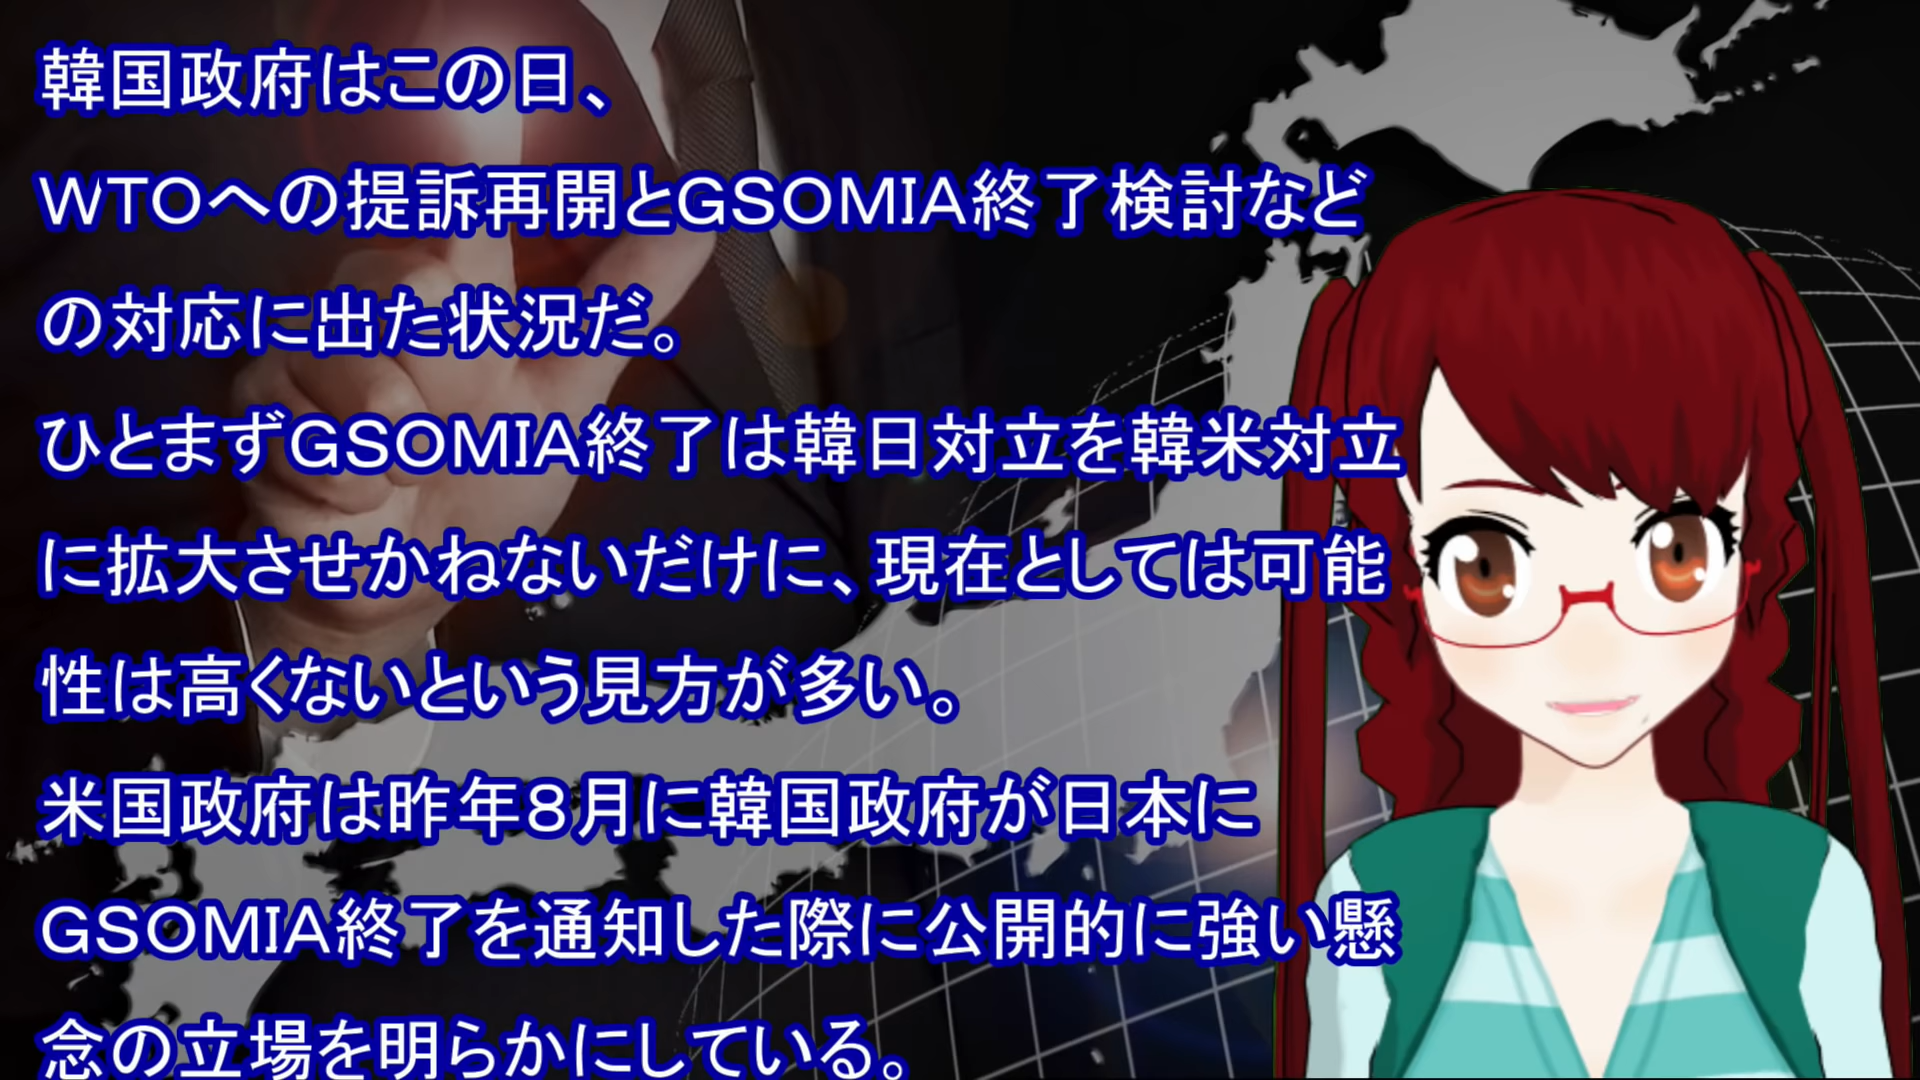 韓国政府はこの日、
WTOへの提訴再開とGSOMIA終了検討など
の対応に出た状況だ。
ひとまずGSOMIA終了は韓日対立を韓米対立
に拡大させかねないだけに、現在としては可能
性は高くないという見方が多い。
米国政府は昨年８月に韓国政府が日本に
GSOMIA終了を通知した際に公開的に強い懸
念の立場を明らかにしている。